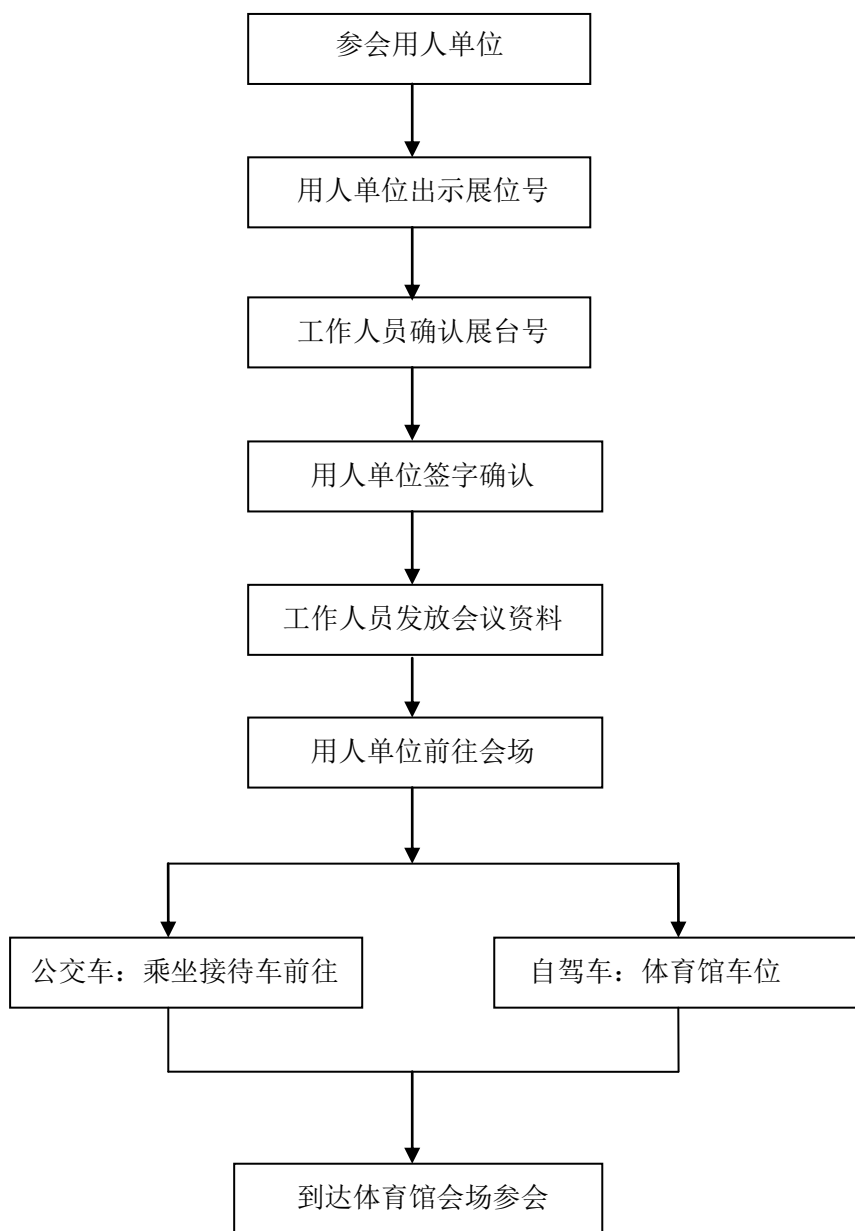 参会用人单位
用人单位出示展位号
工作人员确认展台号
用人单位签字确认
工作人员发放会议资料
用人单位前往会场
公交车：乘坐接待车前往
自驾车：体育馆车位
到达体育馆会场参会